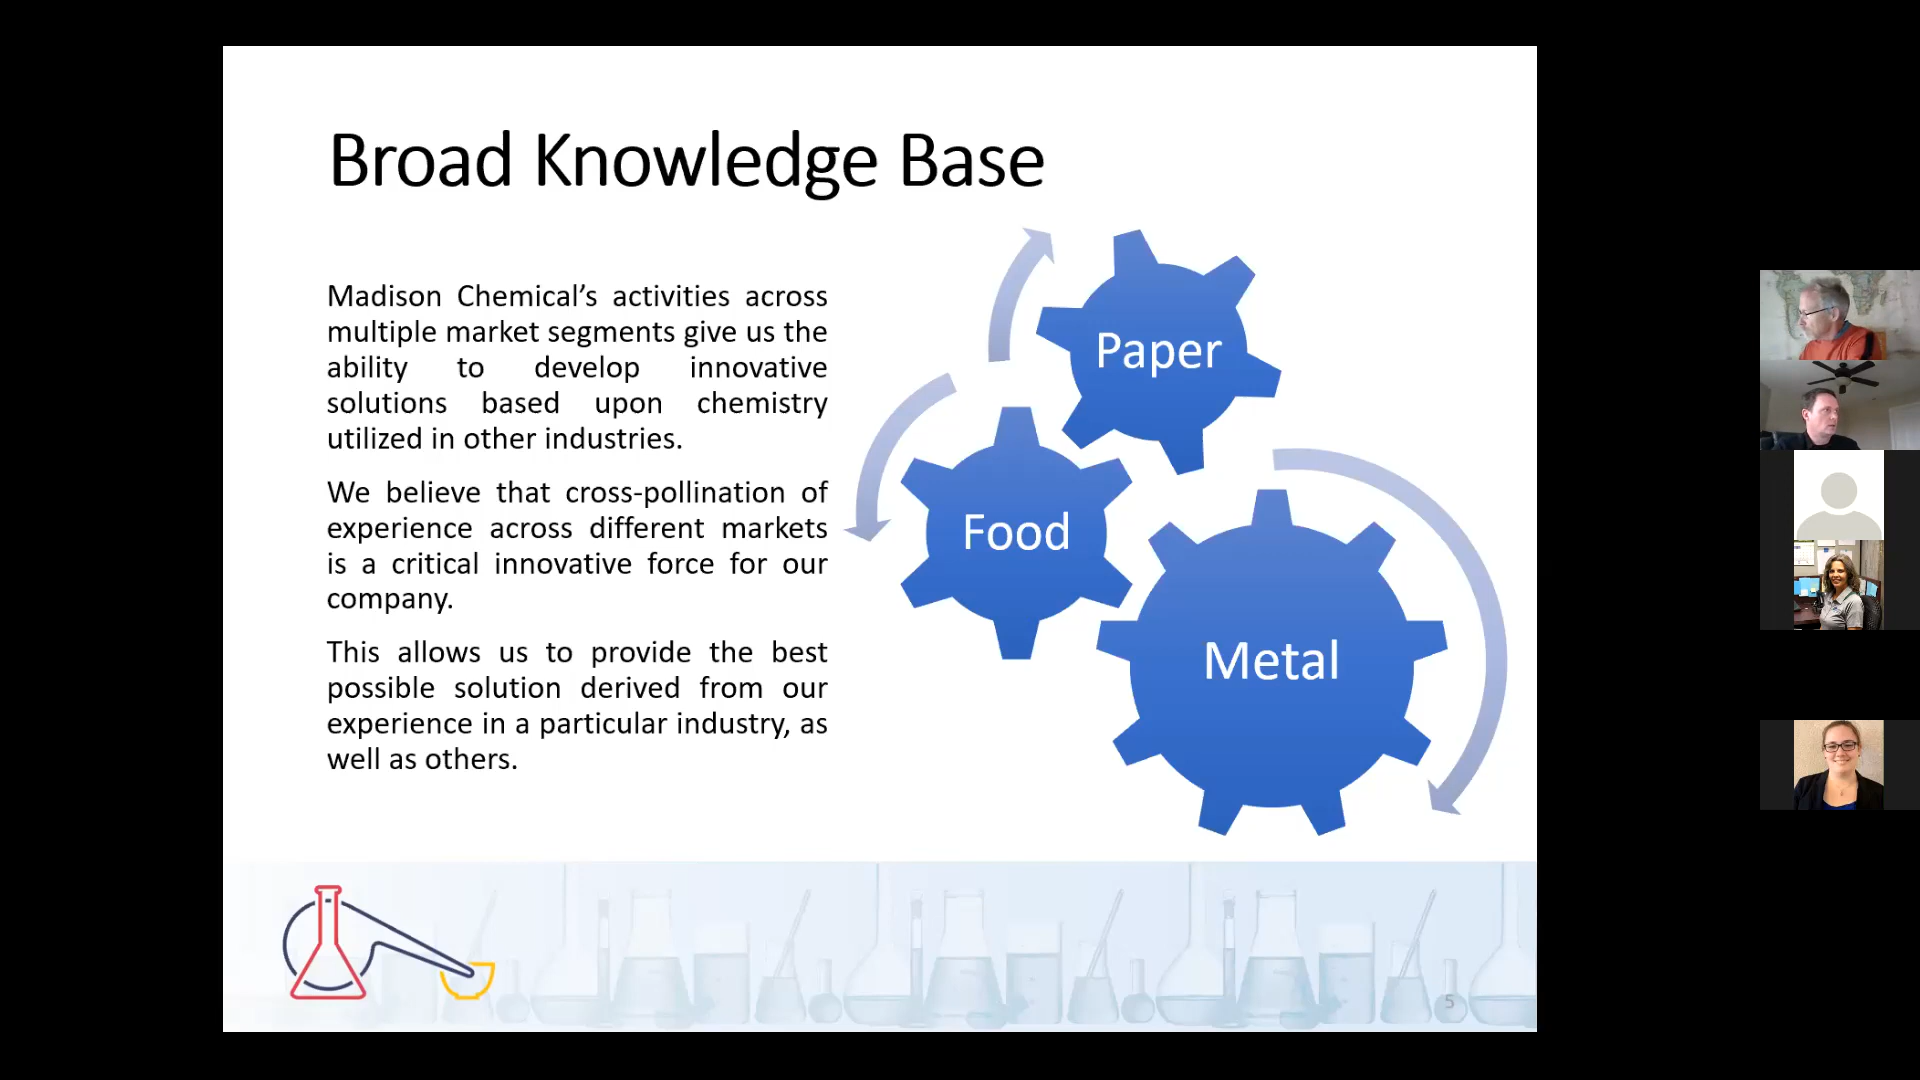 Broad Knowledge Base
Madison Chemical’s activities across
multiple market segments give us the
ability to develop innovative
solutions based upon chemistry
utilized in other industries.
We believe that cross-pollination of
experience across different markets
is a critical innovative force for our
company.
This allows us to provide the best
possible solution derived from our
experience in a particular industry, as
well as others.
Paper
Food
Metal
5